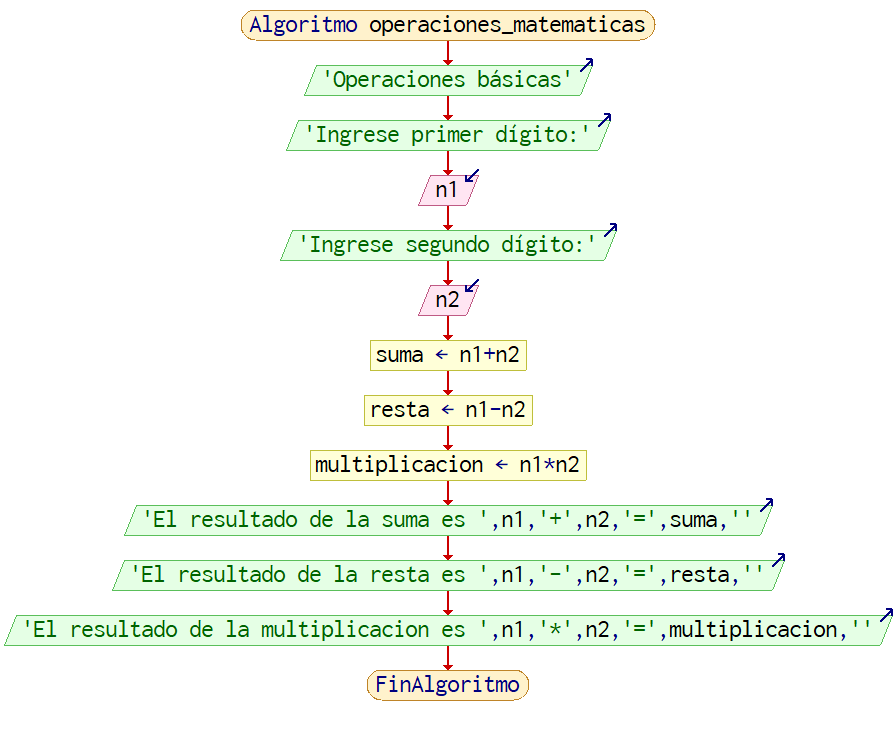 Algoritmo operaciones_matematicas
'Operaciones básicas'
'Ingrese primer dígito:'
n1
'Ingrese segundo dígito:'
n2
suma ← n1+n2
resta ← n1-n2
multiplicacion ← n1*n2
'El resultado de la suma es ',n1,'+',n2,'=',suma,''
'El resultado de la resta es ',n1,'-',n2,'=',resta,''
'El resultado de la multiplicacion es ',n1,'*',n2,'=',multiplicacion,''
FinAlgoritmo